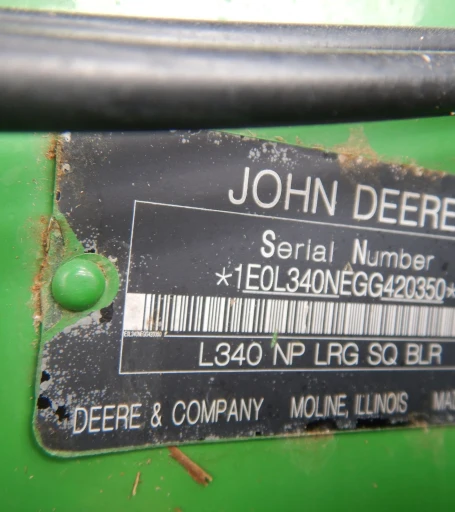 JOHN DEERE
Serial Number
*1E0L340NEGG420350*
L340 NP LRG SQ BLR
DEERE & COMPANY MOLINE, ILLINOIS